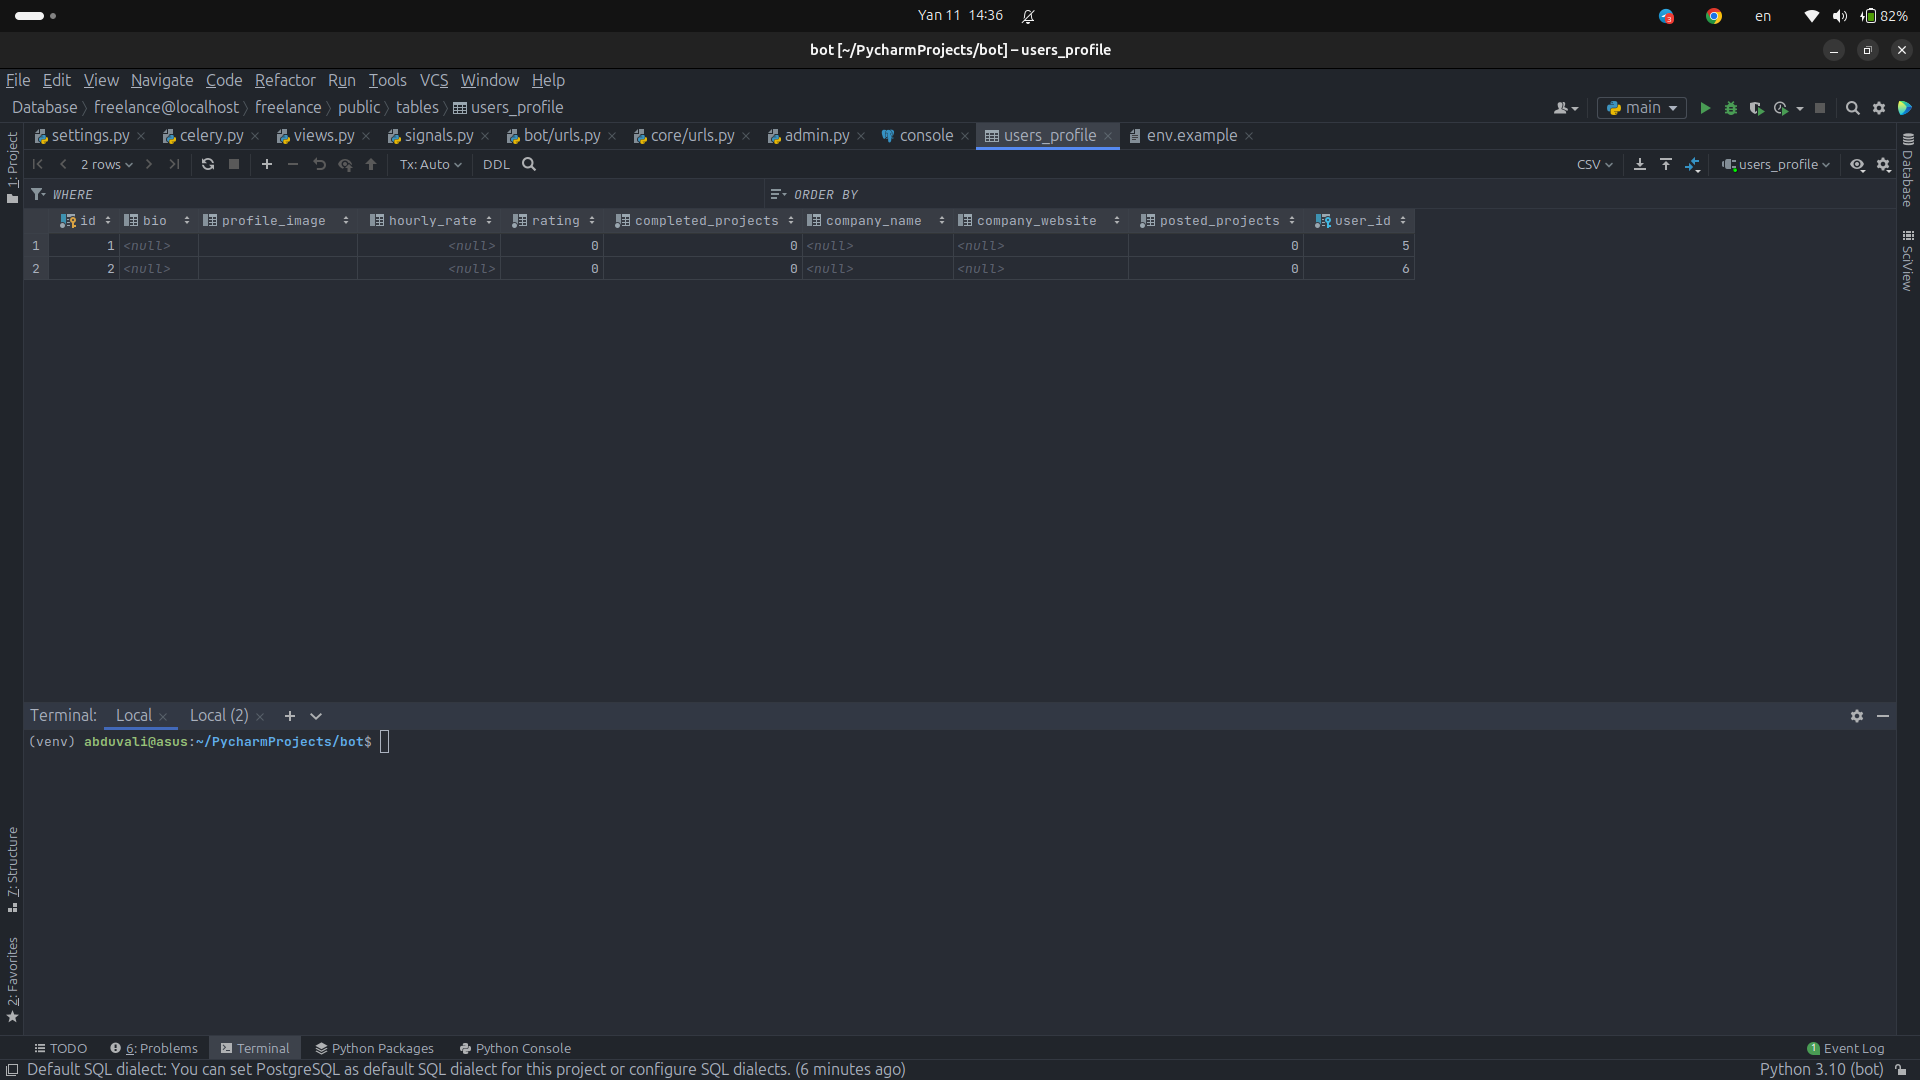 Yan 11 14:36
en
82%
bot [~/PycharmProjects/bot] – users_profile
File Edit View Navigate Code Refactor Run Tools VCS Window Help
Database freelance@localhost freelance public tables users_profile
main
settings.py celery.py views.py signals.py bot/urls.py core/urls.py admin.py console users_profile env.example
2 rows Tx: Auto DDL CSV users_profile
WHERE ORDER BY
id bio profile_image hourly_rate rating completed_projects company_name company_website posted_projects user_id
1 1 <null> <null> 0 0 <null> <null> 0 5
2 2 <null> <null> 0 0 <null> <null> 0 6
1: Project
7: Structure
2: Favorites
Database
SciView
Terminal: Local Local (2)
(venv) abduvali@asus:~/PycharmProjects/bot$
TODO 6: Problems Terminal Python Packages Python Console 1 Event Log
Default SQL dialect: You can set PostgreSQL as default SQL dialect for this project or configure SQL dialects. (6 minutes ago) Python 3.10 (bot)